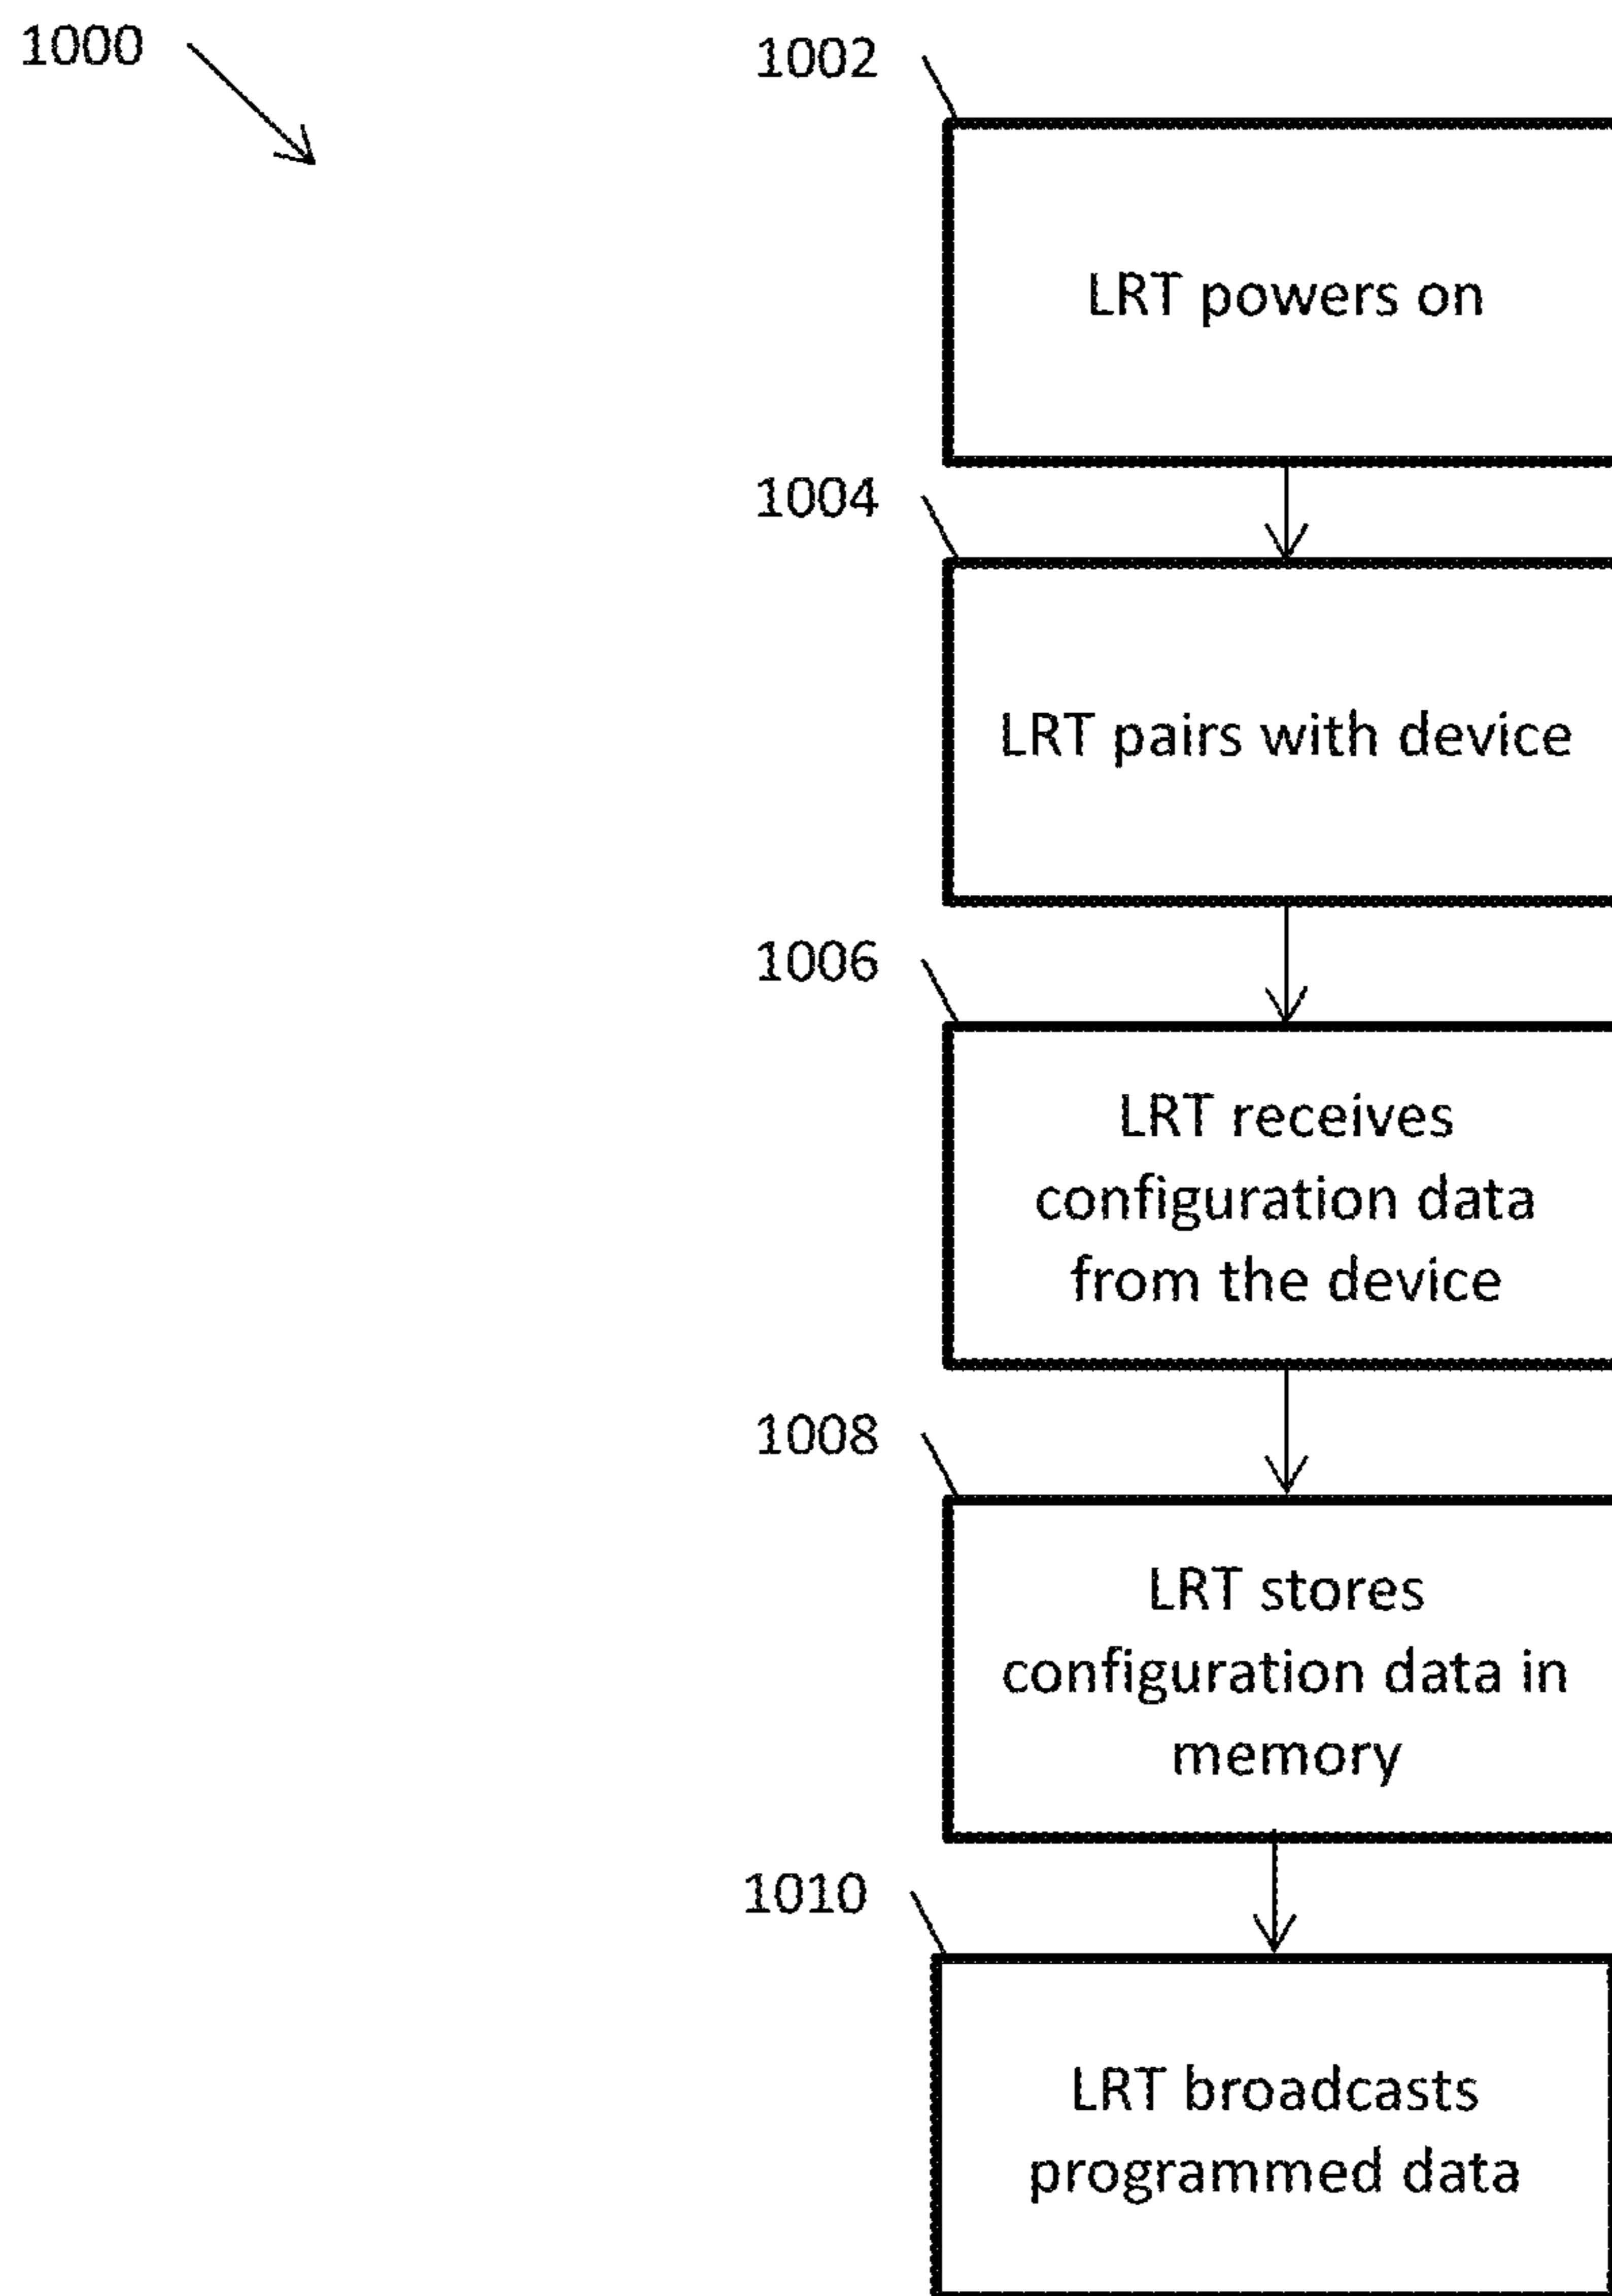 1000
1002
LRT powers on
1004
LRT pairs with device
1006
LRT receives
configuration data
from the device
1008
LRT stores
configuration data in
memory
1010
LRT broadcasts
programmed data